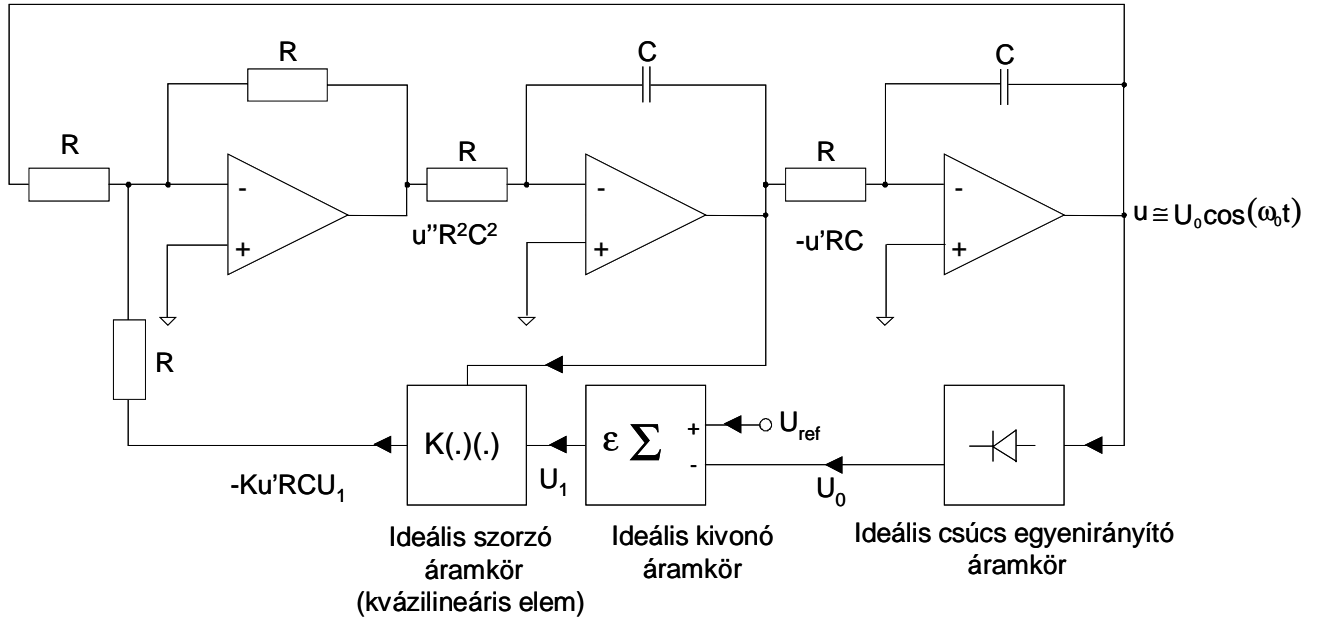 R
C
C
R
R
R
-
+
-
+
-
+
u''R²C²
-u'RC
u ≅ U₀cos(ω₀t)
R
K(.)(.)
ε Σ
+
-
U_ref
-Ku'RCU₁
U₁
U₀
Ideális szorzó
áramkör
(kvázilineáris elem)
Ideális kivonó
áramkör
Ideális csúcs egyenirányító
áramkör